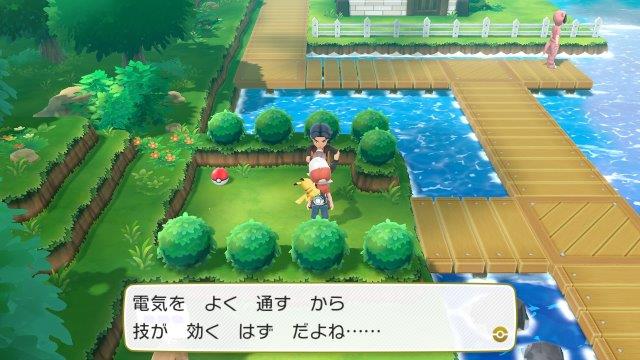 電気を　よく　通す　から
技が　効く　はず　だよね……